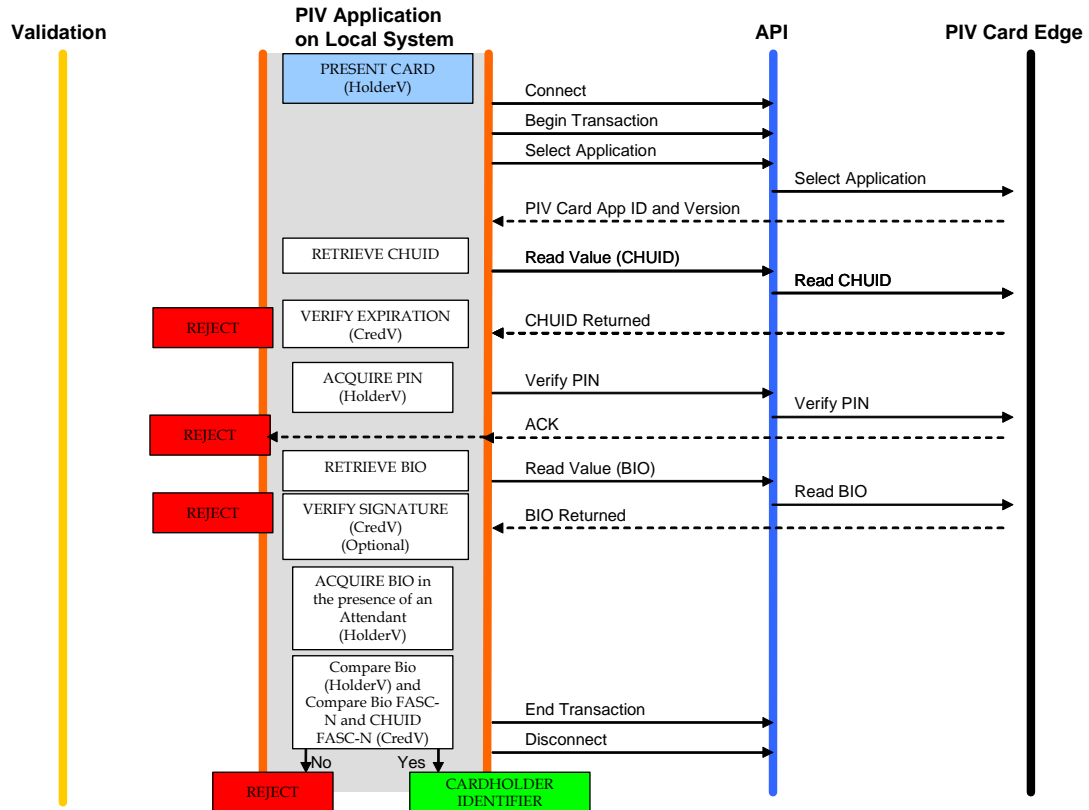 PIV Application
on Local System
Validation
API
PIV Card Edge
PRESENT CARD
(HolderV)
Connect
Begin Transaction
Select Application
Select Application
PIV Card App ID and Version
RETRIEVE CHUID
Read Value (CHUID)
Read CHUID
REJECT
VERIFY EXPIRATION
(CredV)
CHUID Returned
ACQUIRE PIN
(HolderV)
Verify PIN
Verify PIN
REJECT
ACK
RETRIEVE BIO
Read Value (BIO)
Read BIO
REJECT
VERIFY SIGNATURE
(CredV)
(Optional)
BIO Returned
ACQUIRE BIO in
the presence of an
Attendant
(HolderV)
Compare Bio
(HolderV) and
Compare Bio FASC-
N and CHUID
FASC-N (CredV)
End Transaction
Disconnect
No
Yes
REJECT
CARDHOLDER
IDENTIFIER